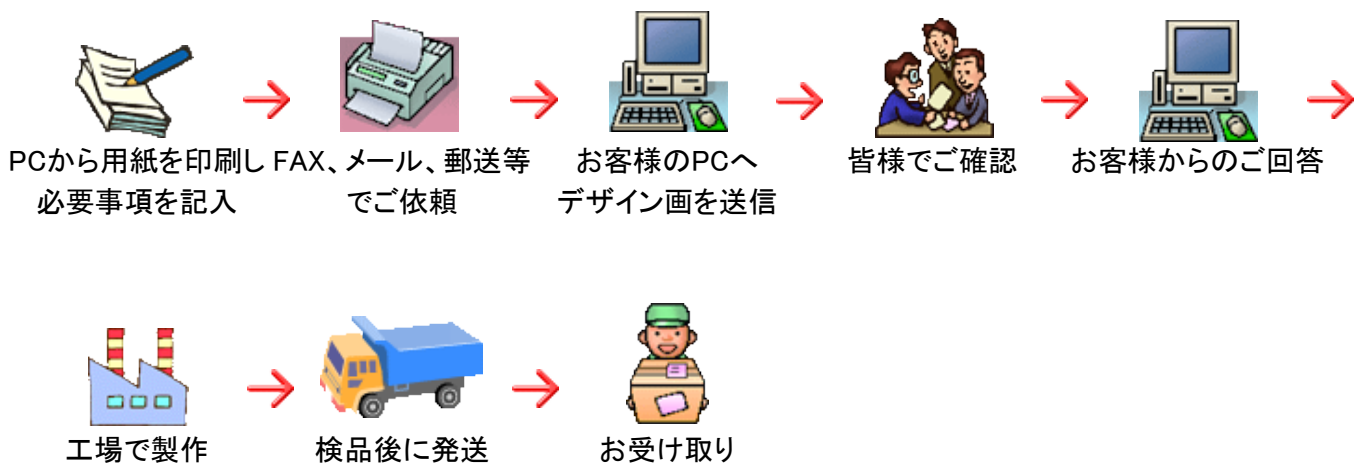 PCから用紙を印刷し
必要事項を記入
FAX、メール、郵送等
でご依頼
お客様のPCへ
デザイン画を送信
皆様でご確認
お客様からのご回答
工場で製作
検品後に発送
お受け取り